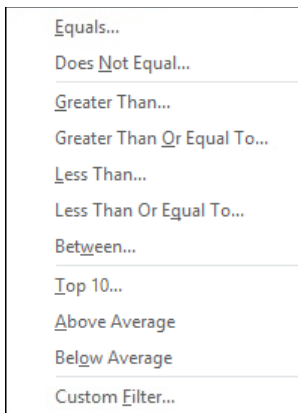 Equals...
Does Not Equal...
Greater Than...
Greater Than Or Equal To...
Less Than...
Less Than Or Equal To...
Between...
Top 10...
Above Average
Below Average
Custom Filter...